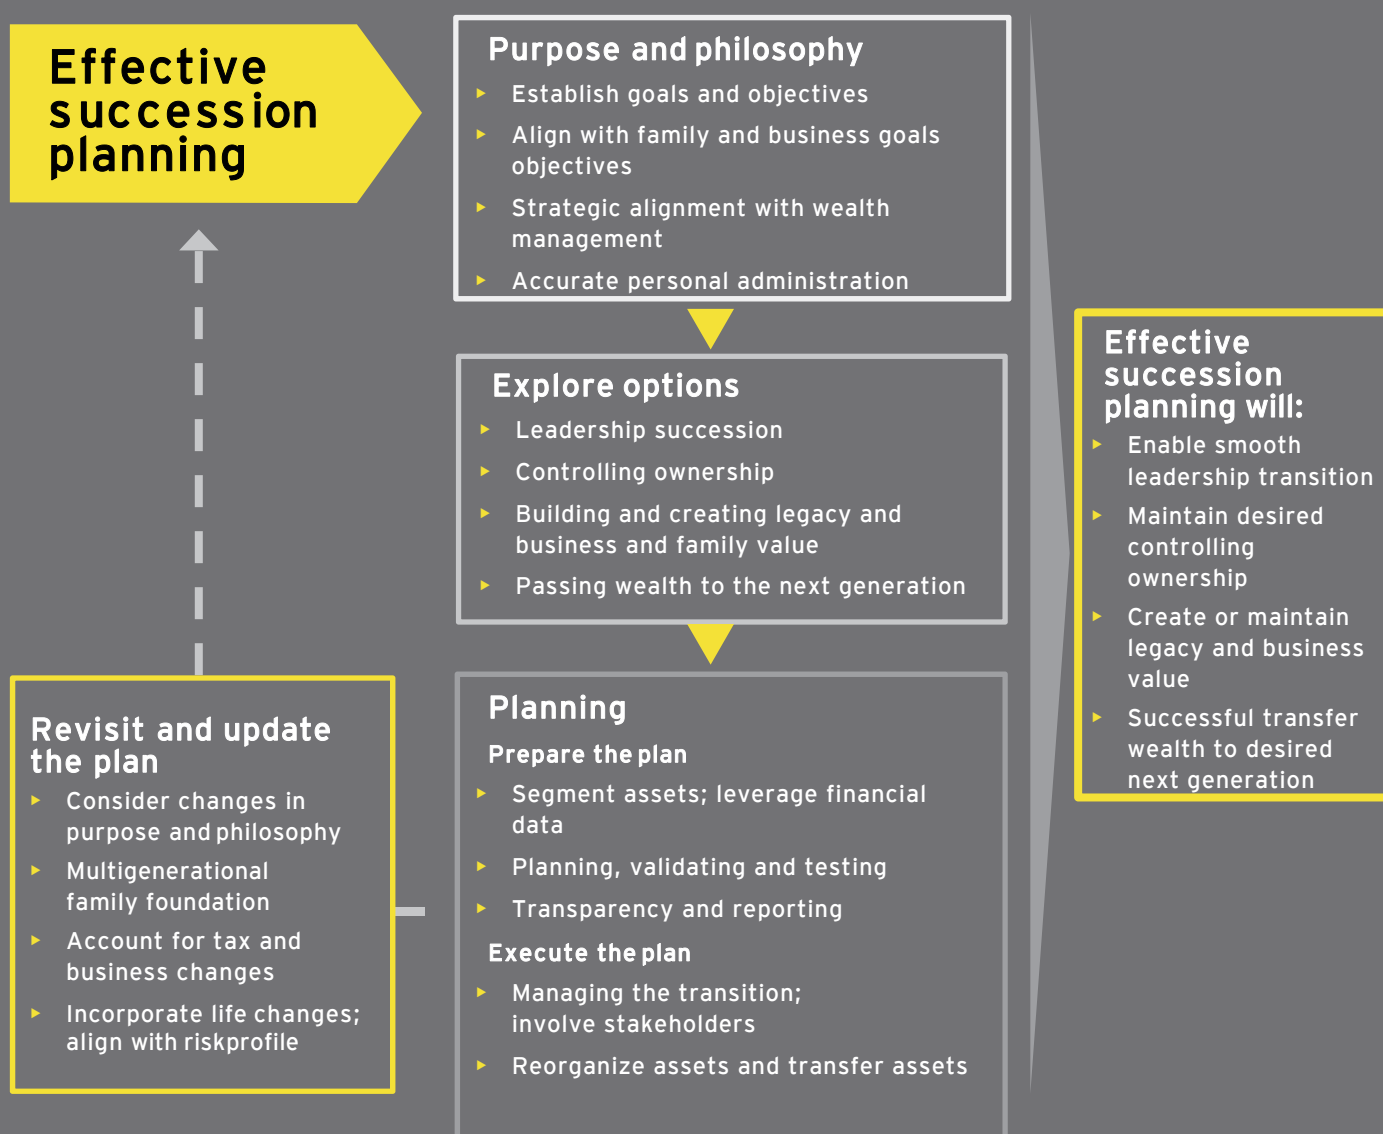 Effective
succession
planning
Purpose and philosophy
Establish goals and objectives
Align with family and business goals
objectives
Strategic alignment with wealth
management
Accurate personal administration
Explore options
Leadership succession
Controlling ownership
Building and creating legacy and
business and family value
Passing wealth to the next generation
Planning
Prepare the plan
Segment assets; leverage financial
data
Planning, validating and testing
Transparency and reporting
Execute the plan
Managing the transition;
involve stakeholders
Reorganize assets and transfer assets
Revisit and update
the plan
Consider changes in
purpose and philosophy
Multigenerational
family foundation
Account for tax and
business changes
Incorporate life changes;
align with riskprofile
Effective
succession
planning will:
Enable smooth
leadership transition
Maintain desired
controlling
ownership
Create or maintain
legacy and business
value
Successful transfer
wealth to desired
next generation